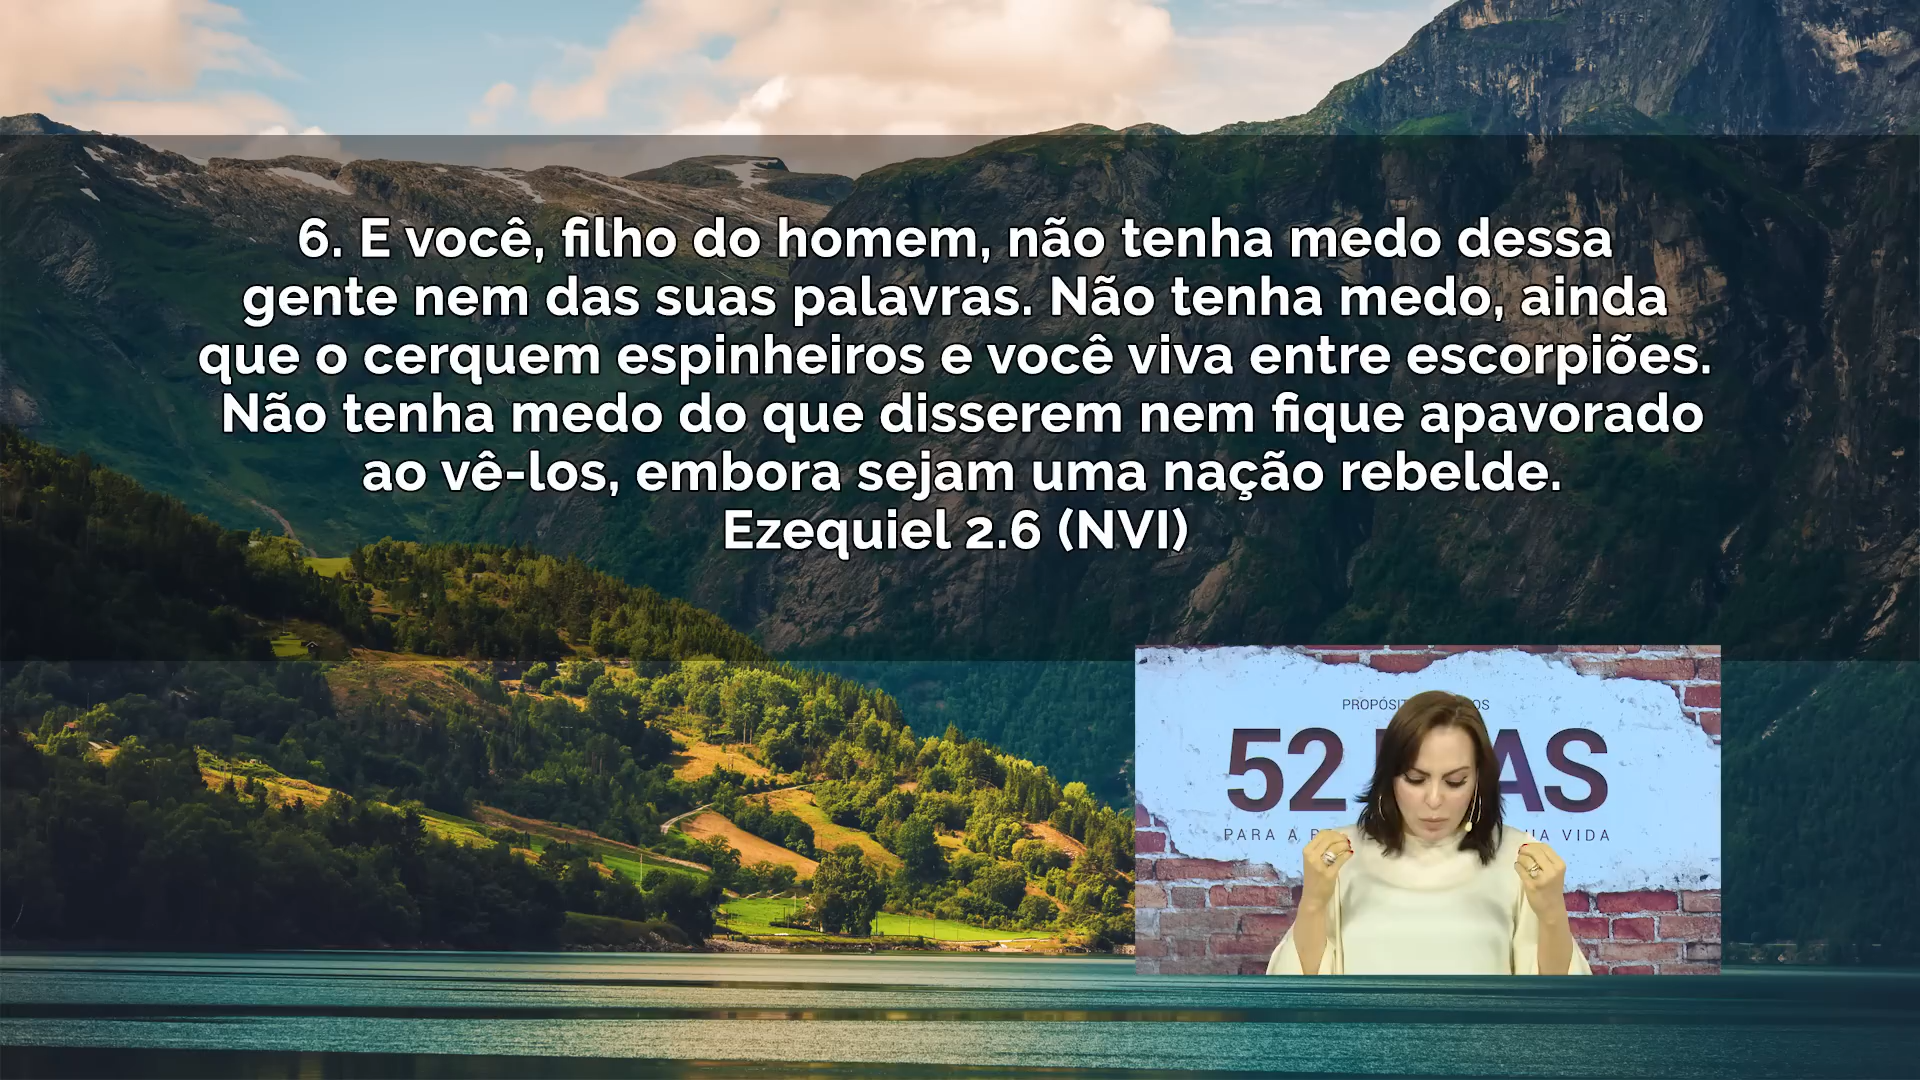 6. E você, filho do homem, não tenha medo dessa
gente nem das suas palavras. Não tenha medo, ainda
que o cerquem espinheiros e você viva entre escorpiões.
Não tenha medo do que disserem nem fique apavorado
ao vê-los, embora sejam uma nação rebelde.
Ezequiel 2.6 (NVI)
52 AS
PARA A VIDA